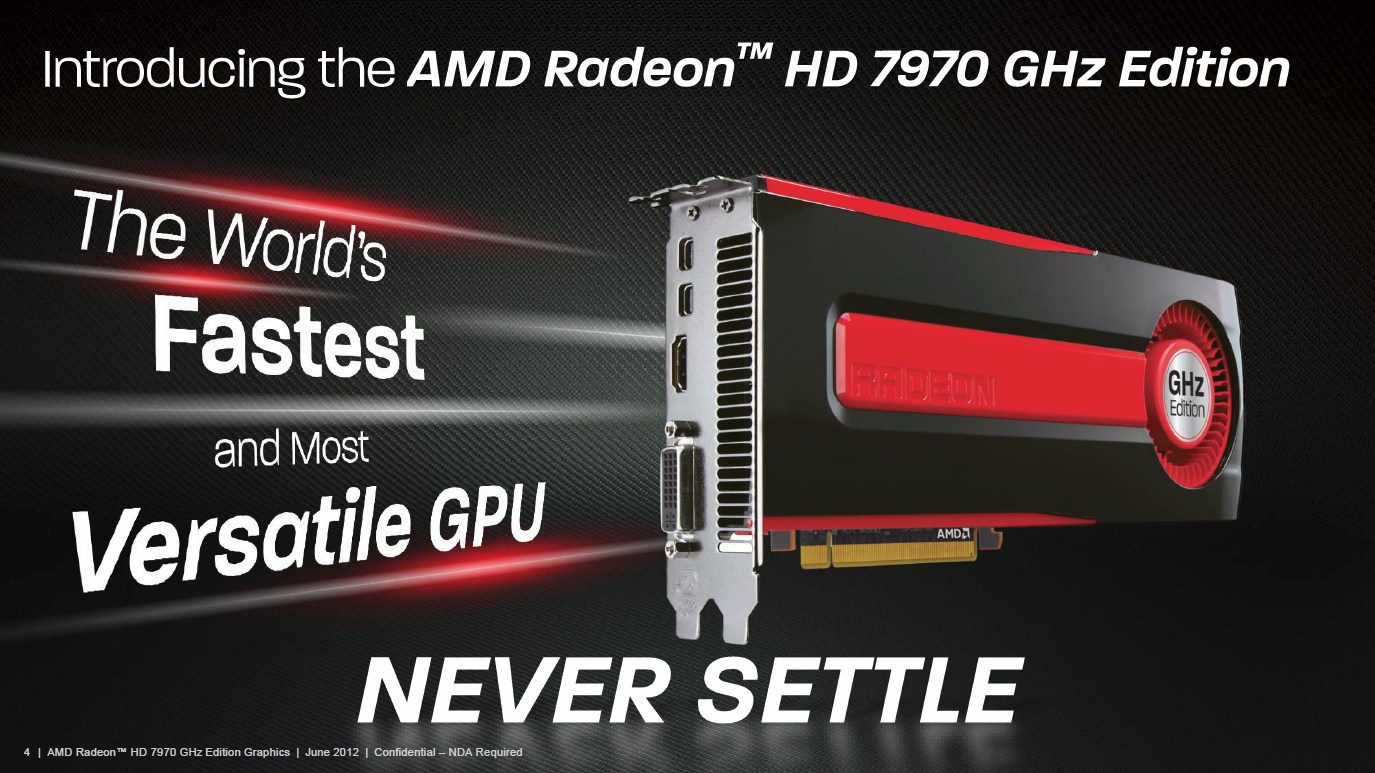 Introducing the AMD Radeon™ HD 7970 GHz Edition
The World's
Fastest
and Most
Versatile GPU
RADEON
GHz
Edition
AMD
NEVER SETTLE
4 | AMD Radeon™ HD 7970 GHz Edition Graphics | June 2012 | Confidential – NDA Required